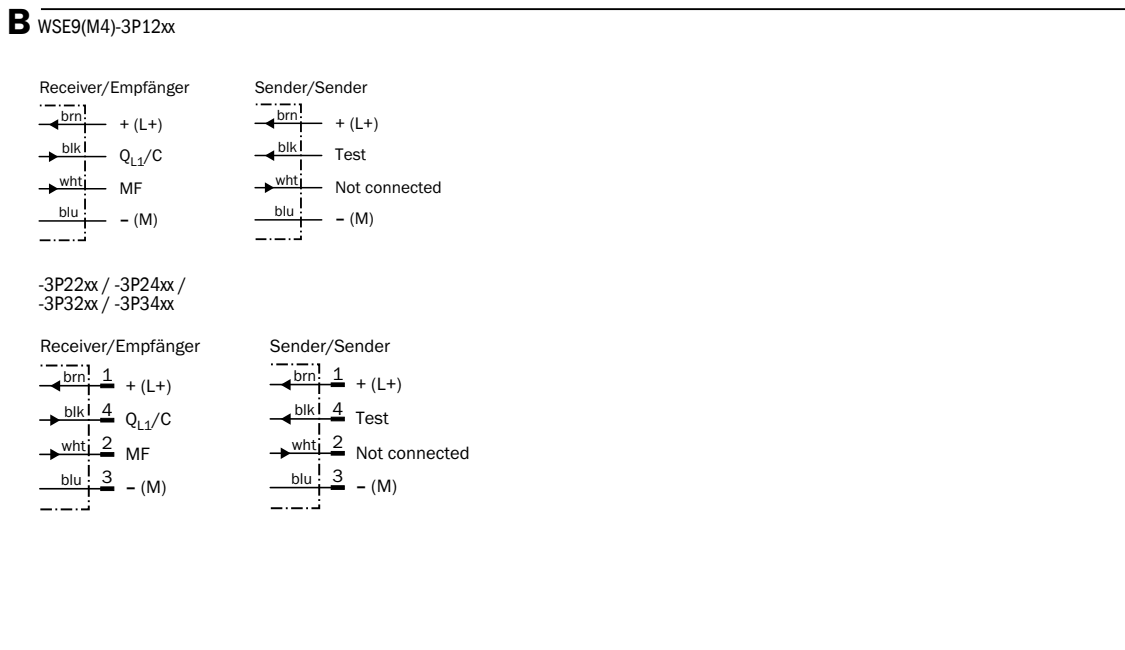 B WSE9(M4)-3P12xx
Receiver/Empfänger
brn + (L+)
blk QL1/C
wht MF
blu – (M)
Sender/Sender
brn + (L+)
blk Test
wht Not connected
blu – (M)
-3P22xx / -3P24xx /
-3P32xx / -3P34xx
Receiver/Empfänger
brn 1 + (L+)
blk 4 QL1/C
wht 2 MF
blu 3 – (M)
Sender/Sender
brn 1 + (L+)
blk 4 Test
wht 2 Not connected
blu 3 – (M)